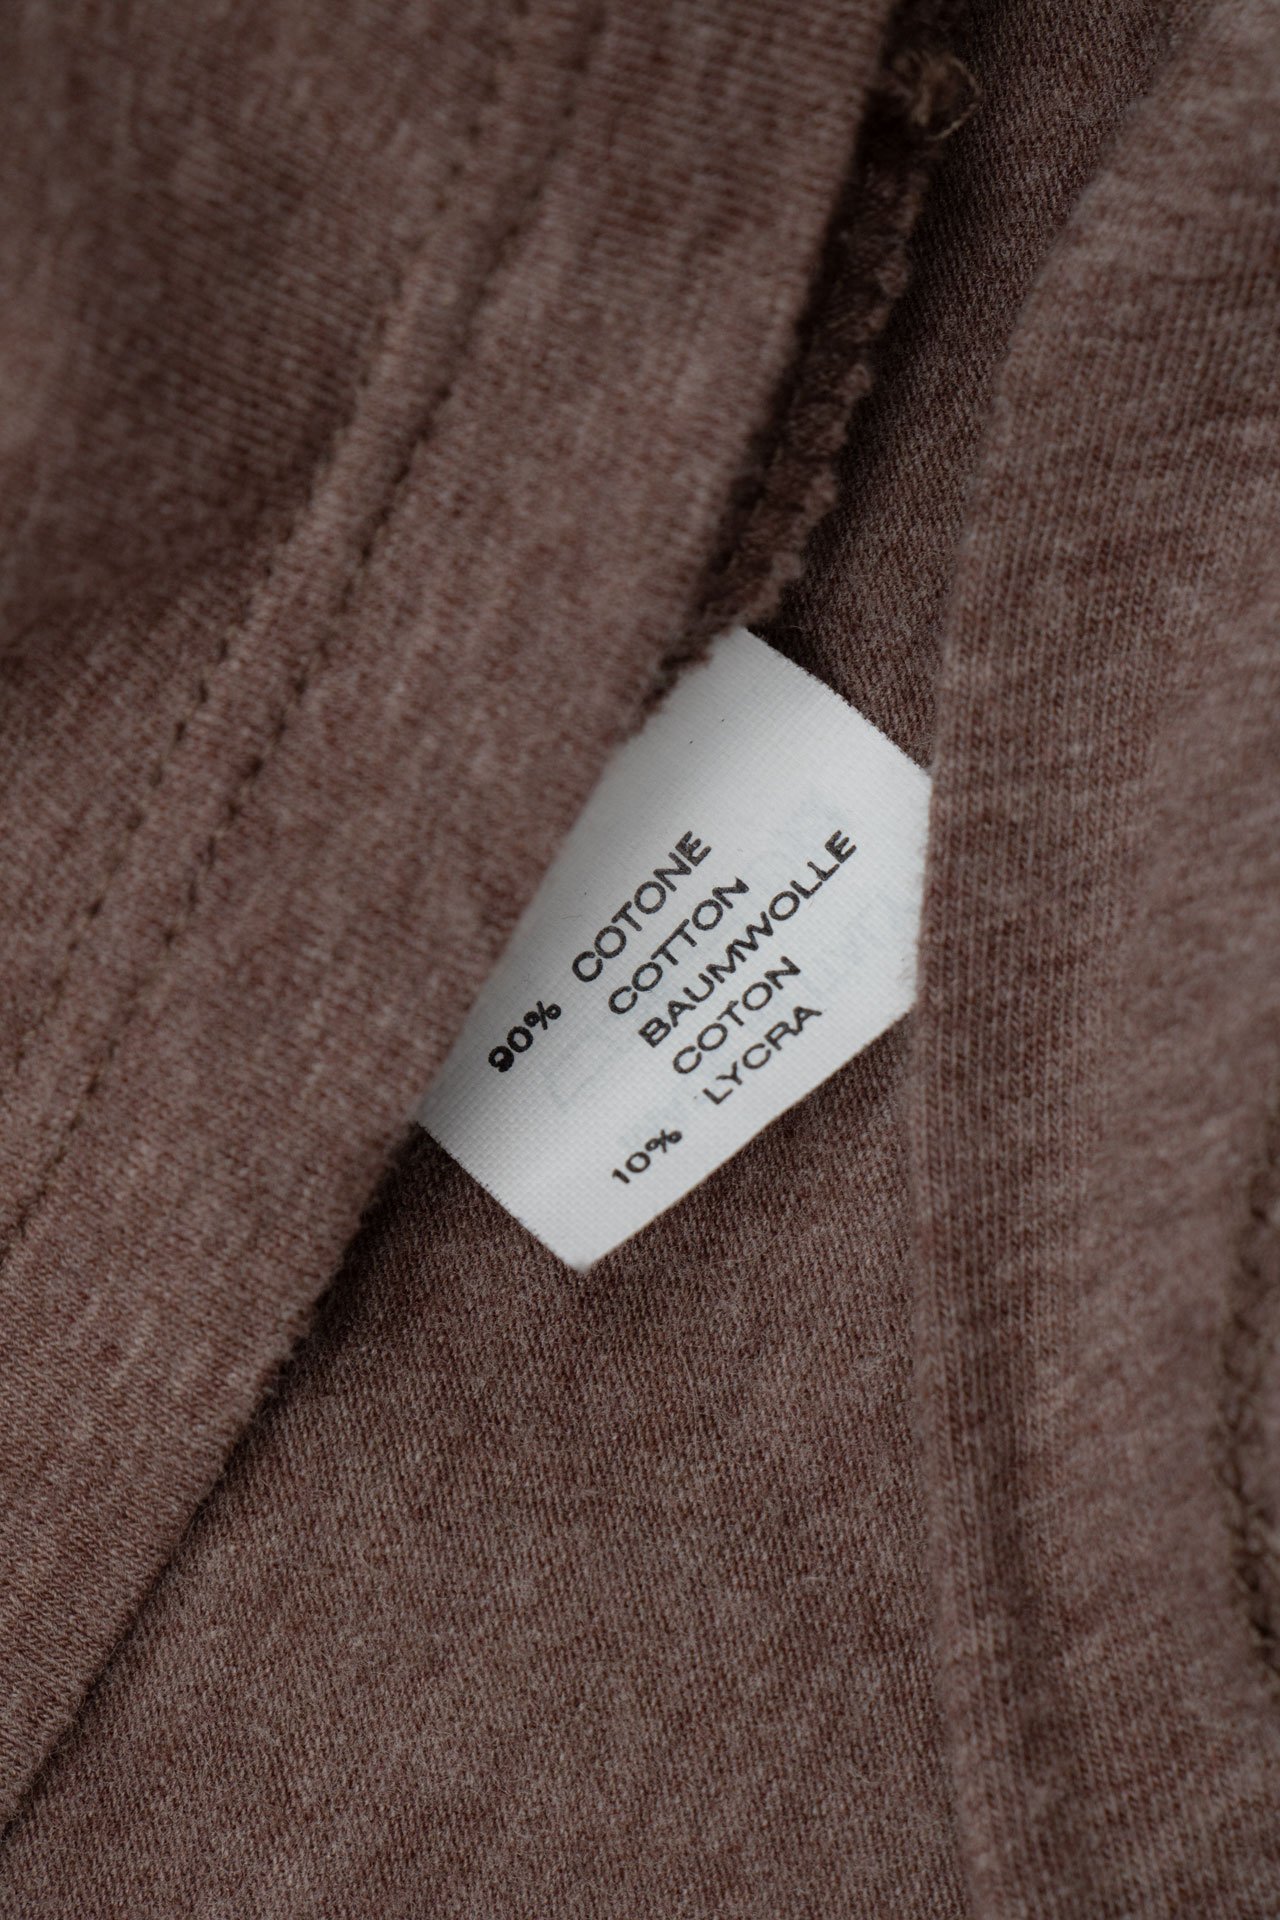 90% COTONE
COTTON
BAUMWOLLE
COTON
10% LYCRA